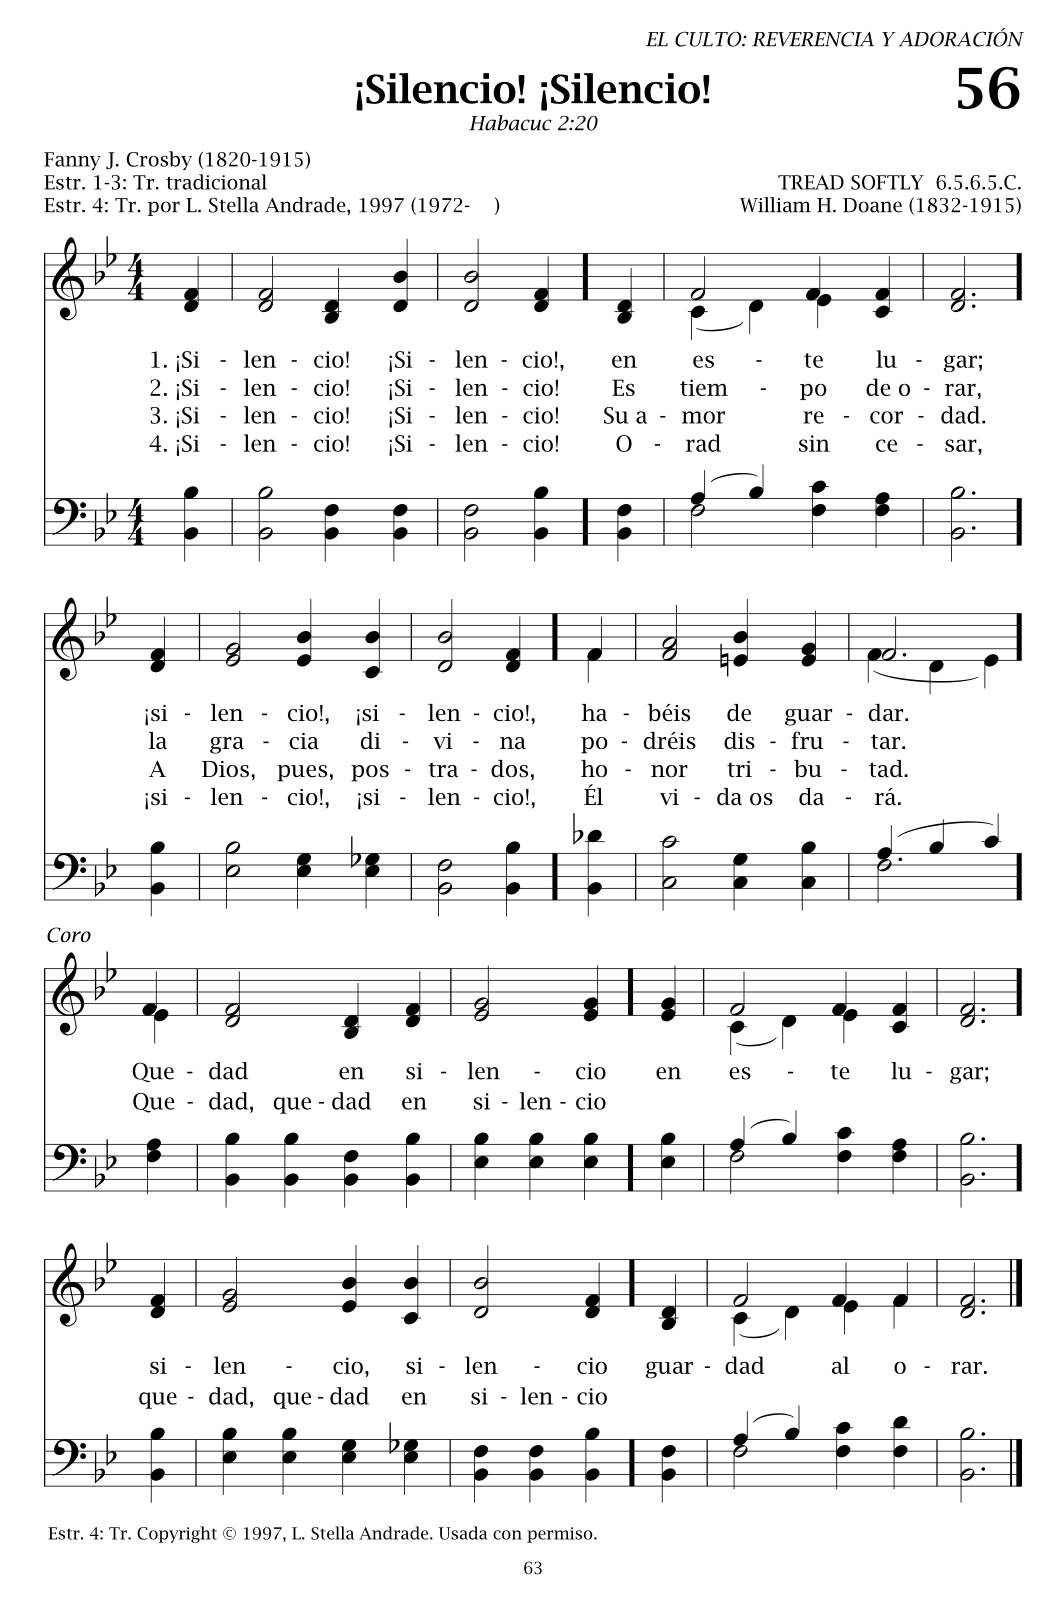 EL CULTO: REVERENCIA Y ADORACIÓN
¡Silencio! ¡Silencio!
56
Habacuc 2:20
Fanny J. Crosby (1820-1915)
Estr. 1-3: Tr. tradicional
TREAD SOFTLY 6.5.6.5.C.
Estr. 4: Tr. por L. Stella Andrade, 1997 (1972- )
William H. Doane (1832-1915)
1. ¡Si - len - cio! ¡Si - len - cio!, en es - te lu - gar;
2. ¡Si - len - cio! ¡Si - len - cio! Es tiem - po de o - rar,
3. ¡Si - len - cio! ¡Si - len - cio! Su a - mor re - cor - dad.
4. ¡Si - len - cio! ¡Si - len - cio! O - rad sin ce - sar,
¡si - len - cio!, ¡si - len - cio!, ha - béis de guar - dar.
la gra - cia di - vi - na po - dréis dis - fru - tar.
A Dios, pues, pos - tra - dos, ho - nor tri - bu - tad.
¡si - len - cio!, ¡si - len - cio!, Él vi - da os da - rá.
Coro
Que - dad en si - len - cio en es - te lu - gar;
Que - dad, que - dad en si - len - cio
si - len - cio, si - len - cio guar - dad al o - rar.
que - dad, que - dad en si - len - cio
Estr. 4: Tr. Copyright © 1997, L. Stella Andrade. Usada con permiso.
63